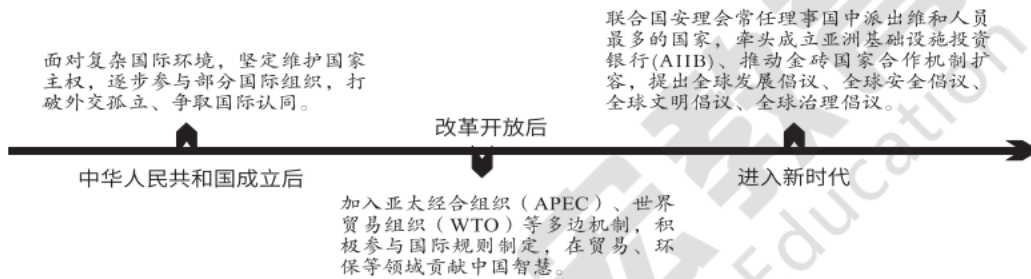 面对复杂国际环境，坚定维护国家
主权，逐步参与部分国际组织，打
破外交孤立、争取国际认同。
中华人民共和国成立后
改革开放后
加入亚太经合组织（APEC）、世界
贸易组织（WTO）等多边机制，积
极参与国际规则制定，在贸易、环
保等领域贡献中国智慧。
联合国安理会常任理事国中派出维和人员
最多的国家，牵头成立亚洲基础设施投资
银行(AIIB)、推动金砖国家合作机制扩
容，提出全球发展倡议、全球安全倡议、
全球文明倡议、全球治理倡议。
进入新时代
Education